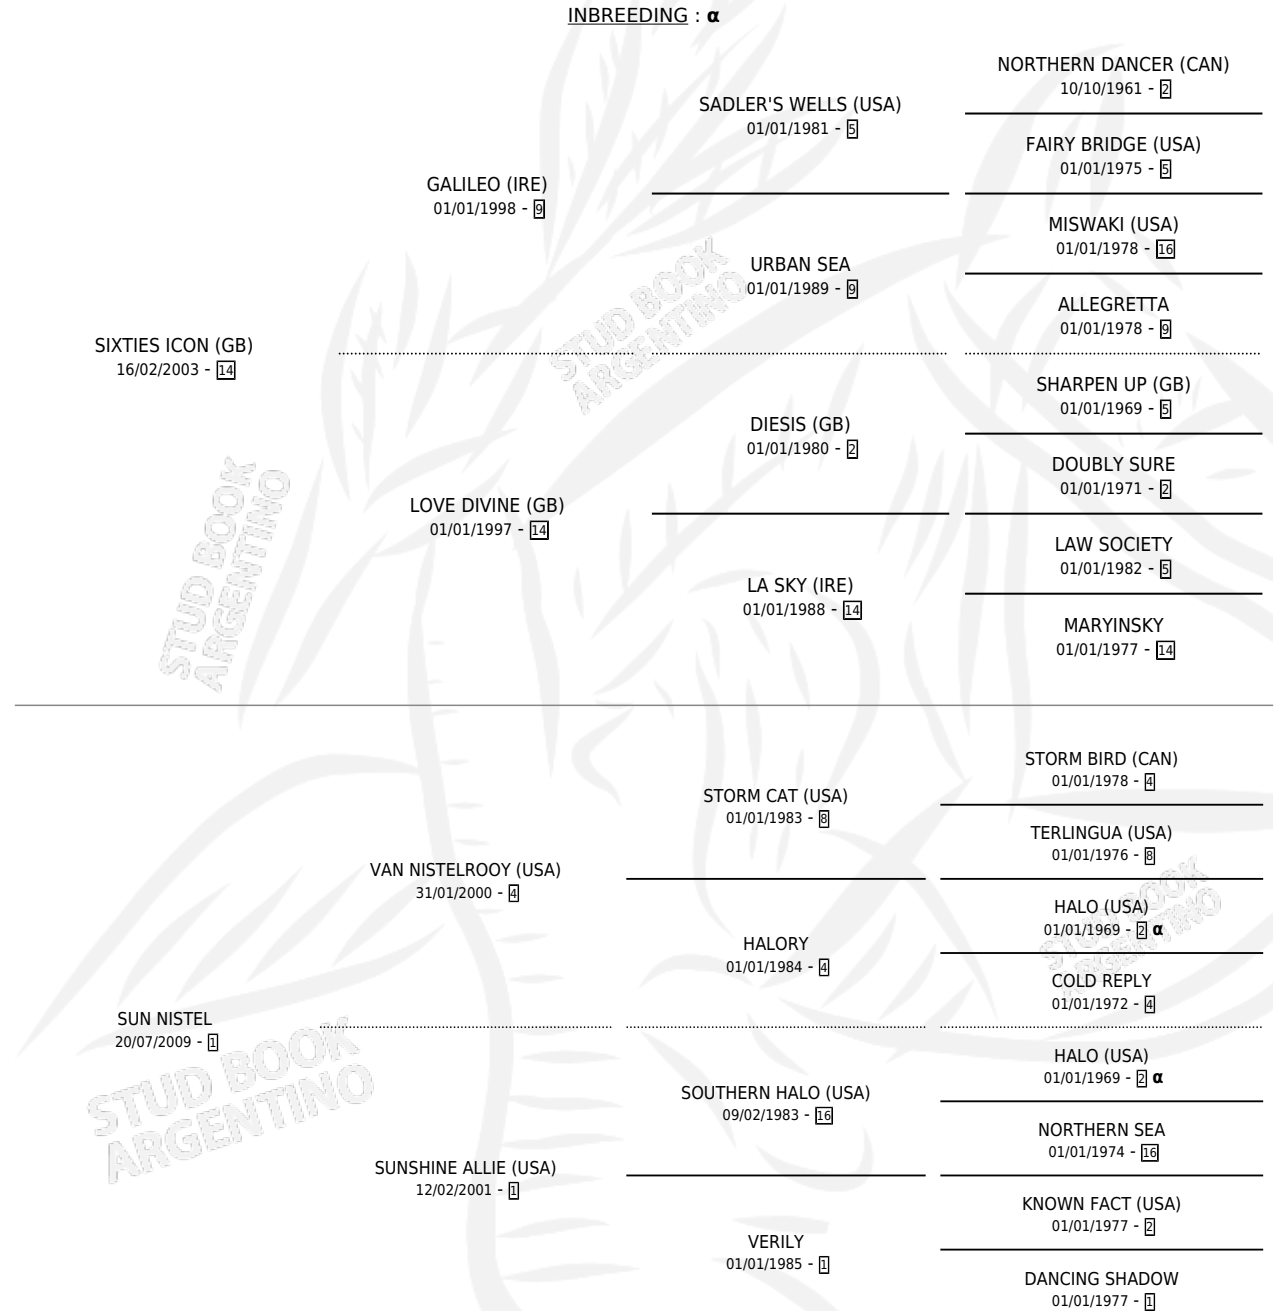 INBREEDING : α
NORTHERN DANCER (CAN)
10/10/1961 - 2
SADLER'S WELLS (USA)
01/01/1981 - 5
FAIRY BRIDGE (USA)
01/01/1975 - 5
GALILEO (IRE)
01/01/1998 - 9
MISWAKI (USA)
01/01/1978 - 16
URBAN SEA
01/01/1989 - 9
ALLEGRETTA
01/01/1978 - 9
SIXTIES ICON (GB)
16/02/2003 - 14
SHARPEN UP (GB)
01/01/1969 - 5
DIESIS (GB)
01/01/1980 - 2
DOUBLY SURE
01/01/1971 - 2
LOVE DIVINE (GB)
01/01/1997 - 14
LAW SOCIETY
01/01/1982 - 5
LA SKY (IRE)
01/01/1988 - 14
MARYINSKY
01/01/1977 - 14
STORM BIRD (CAN)
01/01/1978 - 4
STORM CAT (USA)
01/01/1983 - 8
TERLINGUA (USA)
01/01/1976 - 8
VAN NISTELROOY (USA)
31/01/2000 - 4
HALO (USA)
01/01/1969 - 2 α
HALORY
01/01/1984 - 4
COLD REPLY
01/01/1972 - 4
SUN NISTEL
20/07/2009 - 1
HALO (USA)
01/01/1969 - 2 α
SOUTHERN HALO (USA)
09/02/1983 - 16
NORTHERN SEA
01/01/1974 - 16
SUNSHINE ALLIE (USA)
12/02/2001 - 1
KNOWN FACT (USA)
01/01/1977 - 2
VERILY
01/01/1985 - 1
DANCING SHADOW
01/01/1977 - 1
STUD BOOK
ARGENTINO
STUD BOOK
ARGENTINO
STUD BOOK
ARGENTINO
STUD BOOK
ARGENTINO